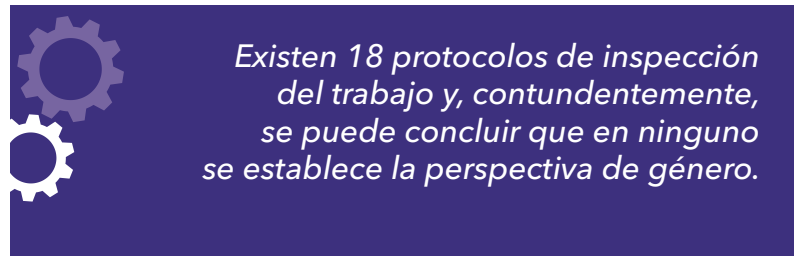 Existen 18 protocolos de inspección
del trabajo y, contundentemente,
se puede concluir que en ninguno
se establece la perspectiva de género.